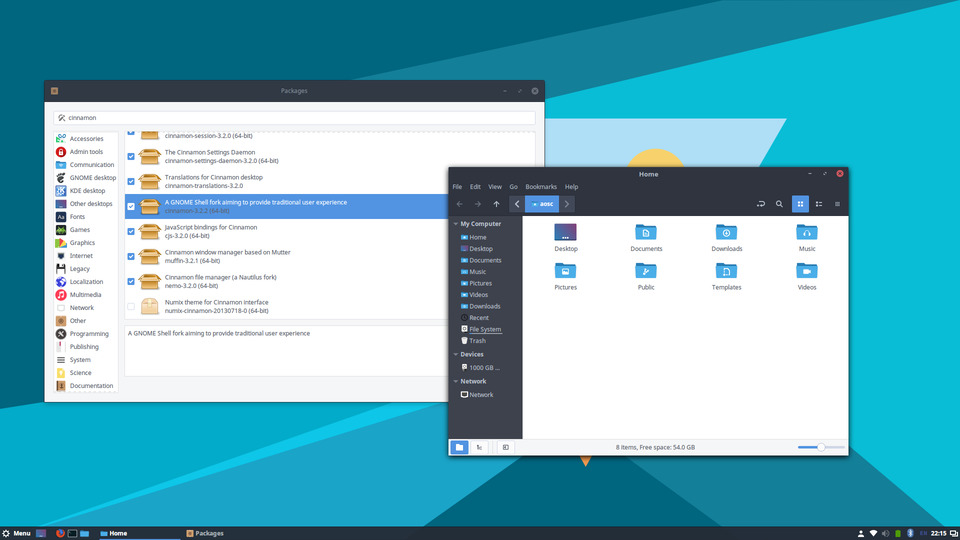 Packages
cinnamon
Accessories
Admin tools
Communication
GNOME desktop
KDE desktop
Other desktops
Fonts
Games
Graphics
Internet
Legacy
Localization
Multimedia
Network
Other
Programming
Publishing
System
Science
Documentation
cinnamon-session-3.2.0 (64-bit)
The Cinnamon Settings Daemon
cinnamon-settings-daemon-3.2.0 (64-bit)
Translations for Cinnamon desktop
cinnamon-translations-3.2.0
A GNOME Shell fork aiming to provide traditional user experience
cinnamon-3.2.2 (64-bit)
JavaScript bindings for Cinnamon
cjs-3.2.0 (64-bit)
Cinnamon window manager based on Mutter
muffin-3.2.1 (64-bit)
Cinnamon file manager (a Nautilus fork)
nemo-3.2.0 (64-bit)
Numix theme for Cinnamon interface
numix-cinnamon-20130718-0 (64-bit)
A GNOME Shell fork aiming to provide traditional user experience
Home
File Edit View Go Bookmarks Help
aosc
My Computer
Home
Desktop
Documents
Music
Pictures
Videos
Downloads
Recent
File System
Trash
Devices
1000 GB ...
Network
Network
Desktop Documents Downloads Music
Pictures Public Templates Videos
8 items, Free space: 54.0 GB
Menu Home Packages 22:15